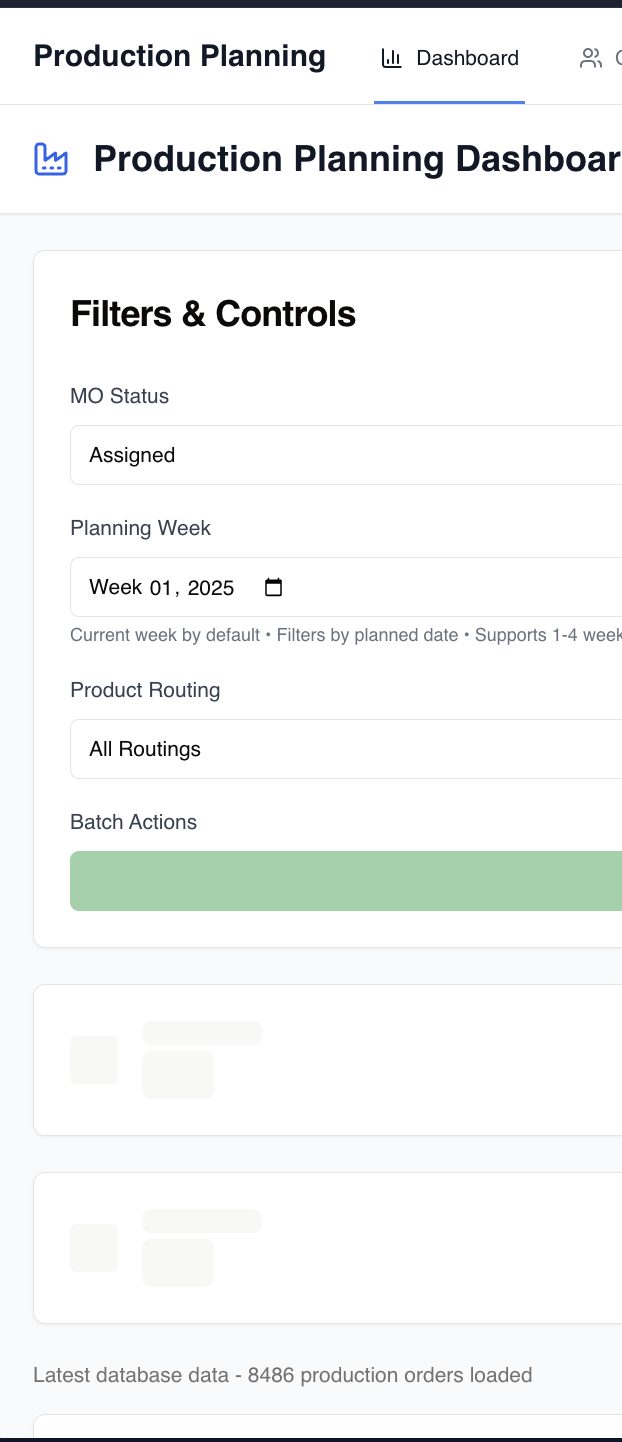 Production Planning
Dashboard
Production Planning Dashboar
Filters & Controls
MO Status
Assigned
Planning Week
Week 01, 2025
Current week by default • Filters by planned date • Supports 1-4 week
Product Routing
All Routings
Batch Actions
Latest database data - 8486 production orders loaded